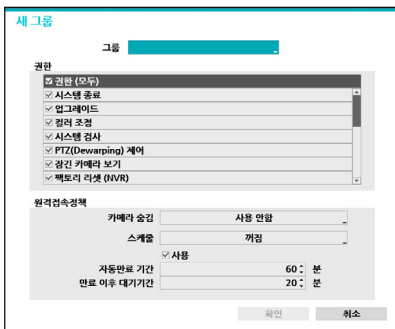 새 그룹
그룹
권한
권한 (모두)
시스템 종료
업그레이드
컬러 조정
시스템 검사
PTZ(Dewarping) 제어
잠긴 카메라 보기
팩토리 리셋 (NVR)
원격접속정책
카메라 숨김 사용 안함
스케줄 꺼짐
사용
자동만료 기간 60 분
만료 이후 대기기간 20 분
확인 취소